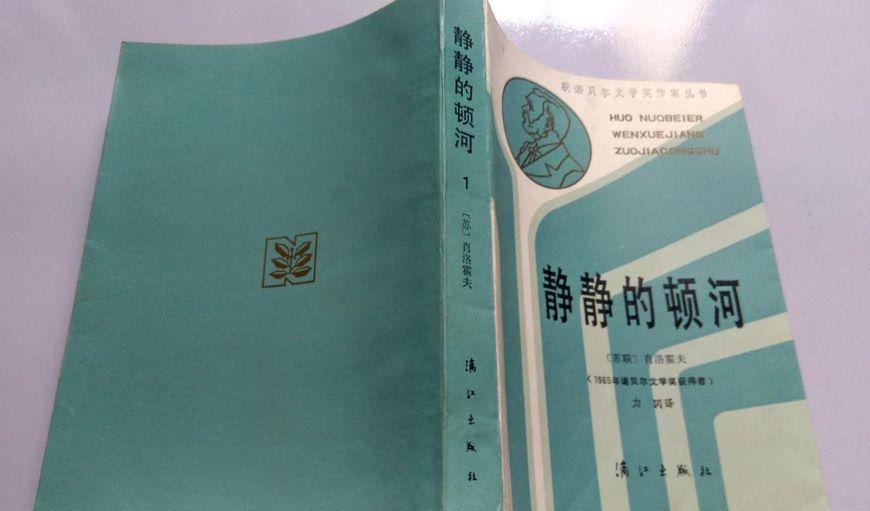 静静的顿河
1
〔苏〕肖洛霍夫
漓江出版社
获诺贝尔文学奖作家丛书
HUO NUOBEIER
WENXUEJIANG
ZUOJIACONGSHU
静静的顿河
〔苏联〕肖洛霍夫
（1965年诺贝尔文学奖获得者）
力冈译
漓江出版社